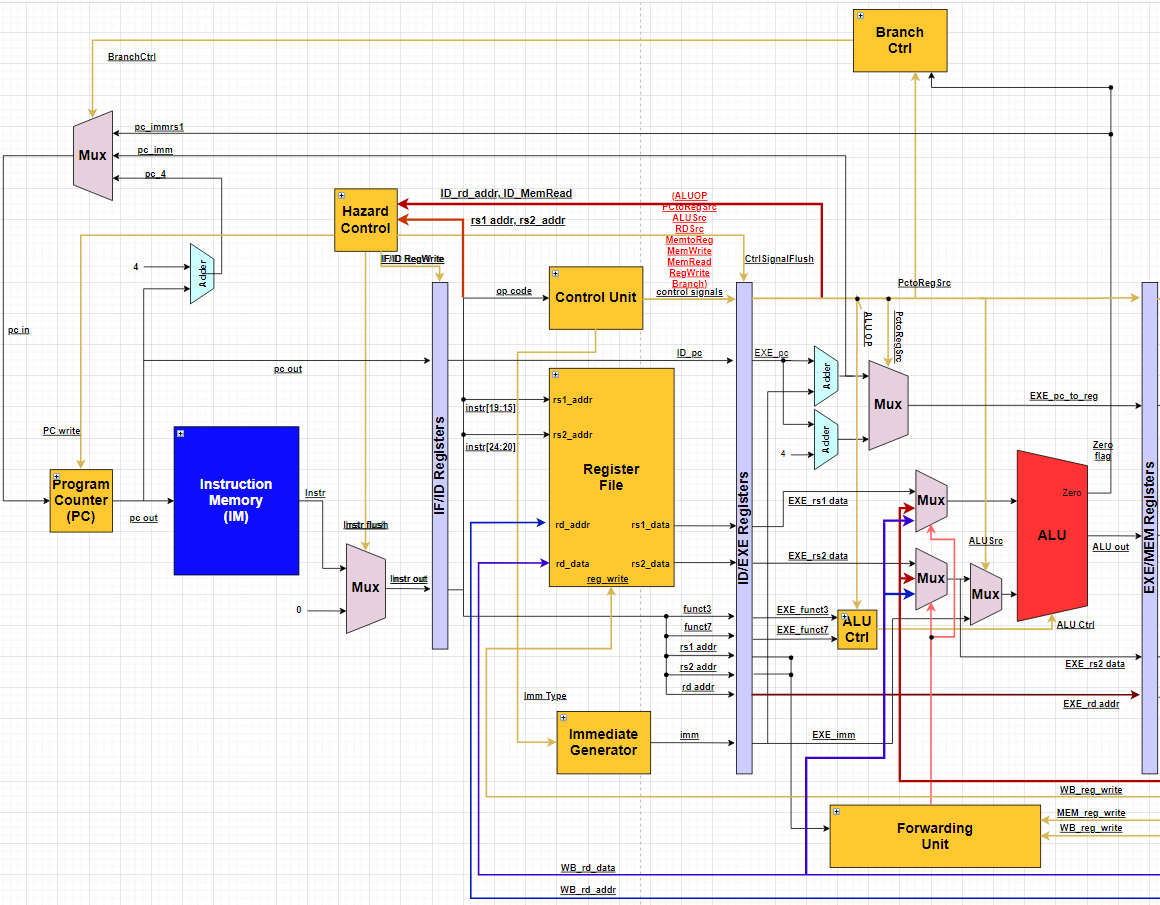 Branch
Ctrl
BranchCtrl
pc_immrs1
Mux
pc_imm
pc_4
ID_rd_addr, ID_MemRead
(ALUOP
PCtoRegSrc
ALUSrc
RDSrc
MemtoReg
MemWrite
MemRead
RegWrite
Branch)
Hazard
Control
rs1 addr, rs2_addr
IF/ID RegWrite
CtrlSignalFlush
4
Adder
op code
Control Unit
control signals
PctoRegSrc
pc in
ALU OP
PctoRegSrc
pc out
ID_pc
EXE_pc
Adder
Mux
EXE_pc_to_reg
rs1_addr
instr[19:15]
rs2_addr
instr[24:20]
Adder
4
PC write
IF/ID Registers
Zero
flag
Program
Counter
(PC)
pc out
Instruction
Memory
(IM)
Instr
Register
File
ID/EXE Registers
EXE/MEM Registers
EXE_rs1 data
Mux
Zero
Instr flush
rd_addr
rs1_data
ALUSrc
ALU
ALU out
rd_data
rs2_data
reg_write
EXE_rs2 data
Mux
Mux
Mux
Instr out
0
funct3
funct7
rs1 addr
rs2 addr
rd addr
EXE_funct3
EXE_funct7
ALU
Ctrl
ALU Ctrl
EXE_rs2 data
Imm Type
EXE_rd addr
Immediate
Generator
imm
EXE_imm
WB_reg_write
MEM_reg_write
WB_reg_write
Forwarding
Unit
WB_rd_data
WB_rd_addr